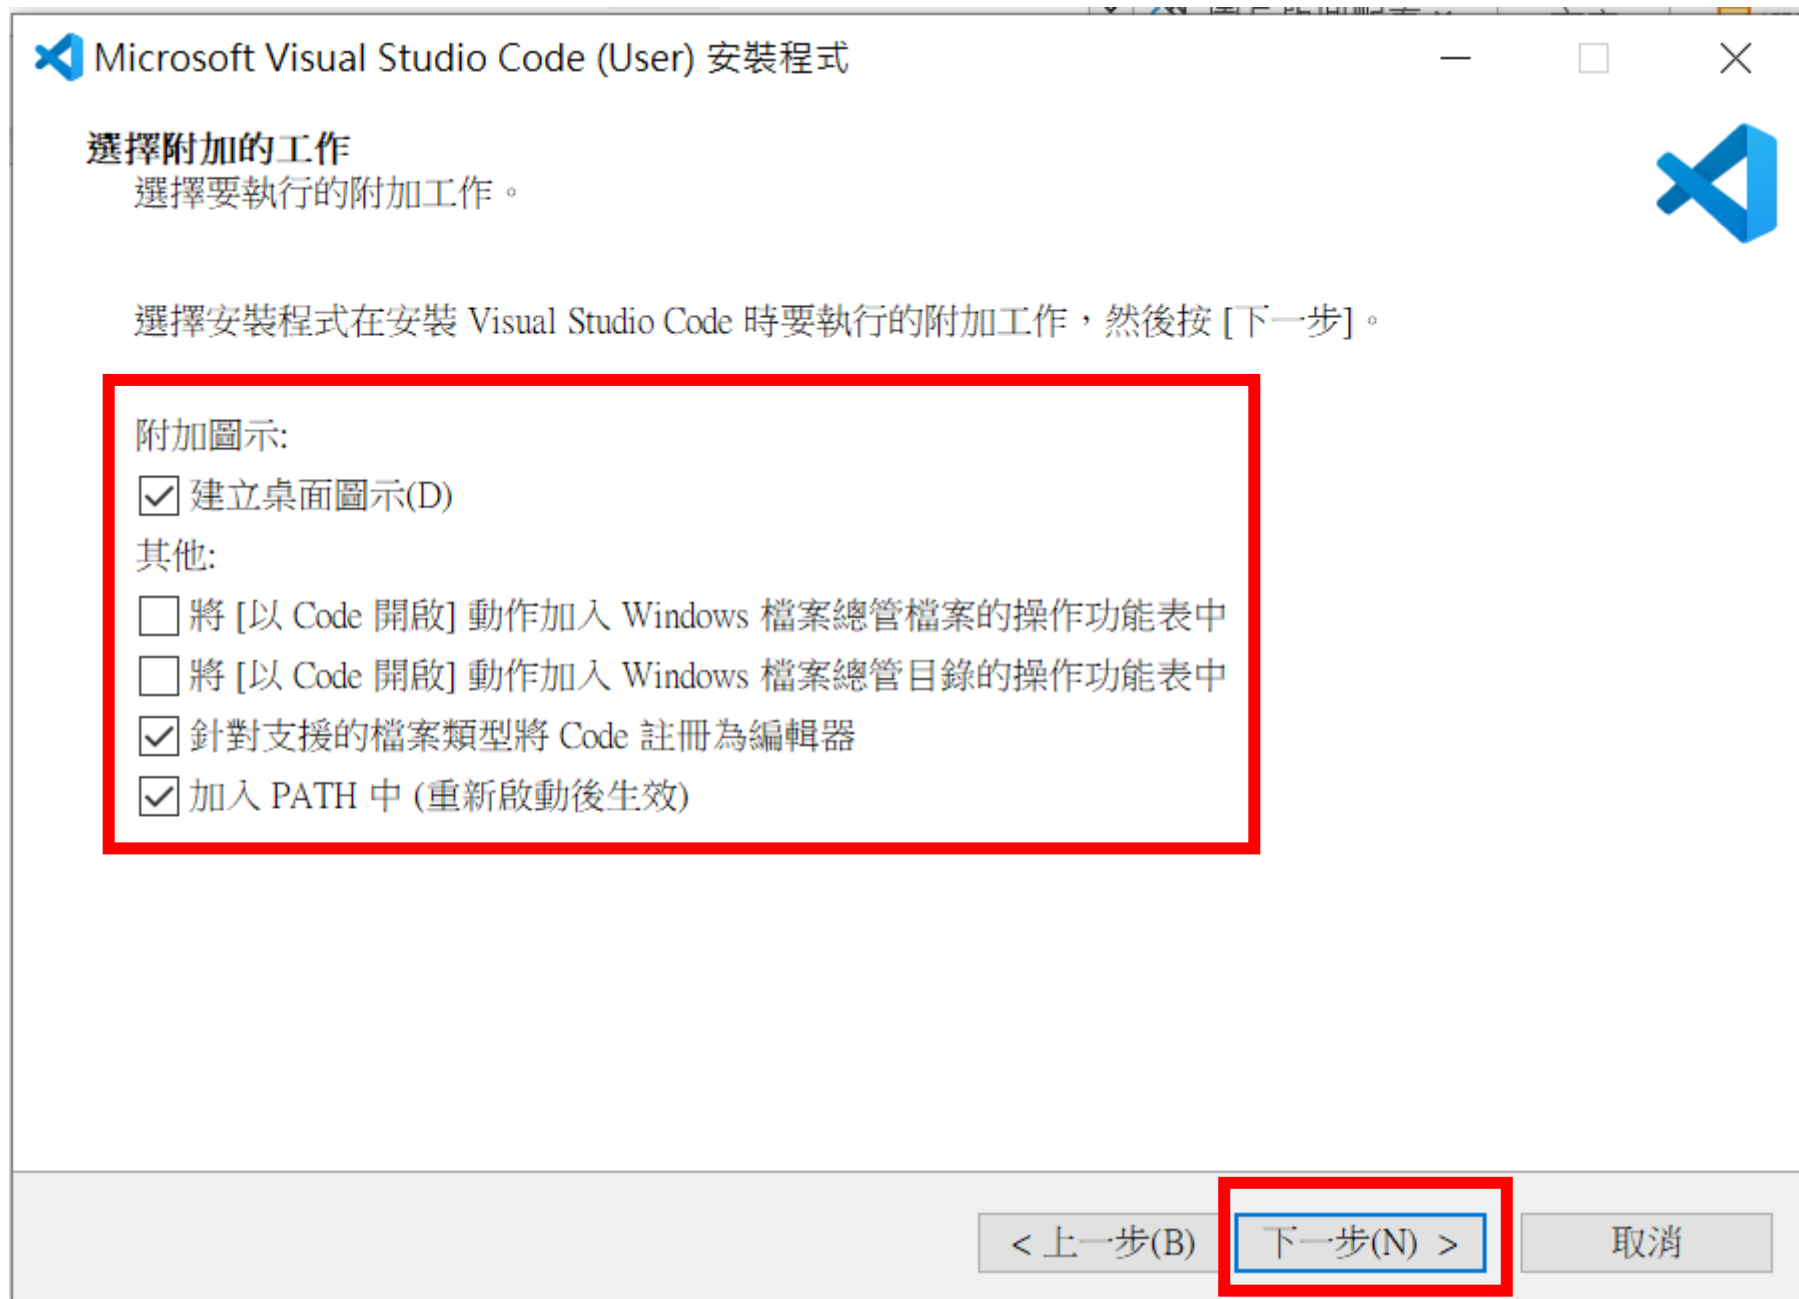 Microsoft Visual Studio Code (User) 安裝程式
選擇附加的工作
選擇要執行的附加工作。
選擇安裝程式在安裝 Visual Studio Code 時要執行的附加工作，然後按 [下一步]。
附加圖示:
建立桌面圖示(D)
其他:
將 [以 Code 開啟] 動作加入 Windows 檔案總管檔案的操作功能表中
將 [以 Code 開啟] 動作加入 Windows 檔案總管目錄的操作功能表中
針對支援的檔案類型將 Code 註冊為編輯器
加入 PATH 中 (重新啟動後生效)
< 上一步(B) 下一步(N) > 取消